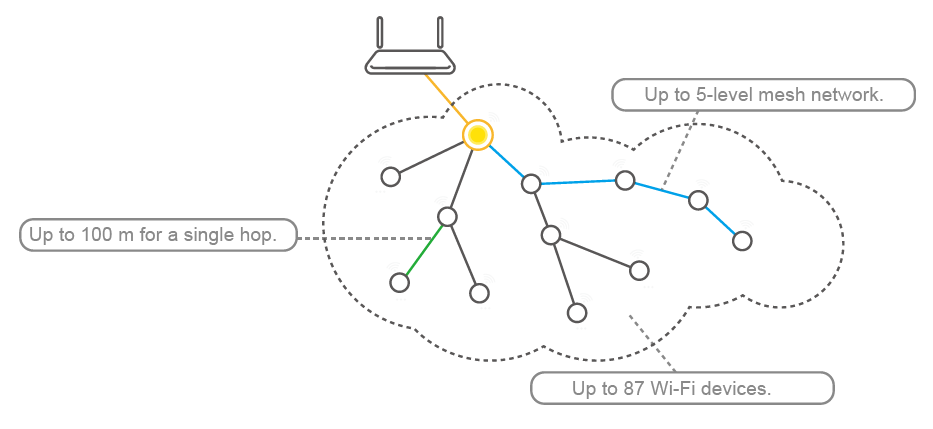 Up to 5-level mesh network.
Up to 100 m for a single hop.
Up to 87 Wi-Fi devices.